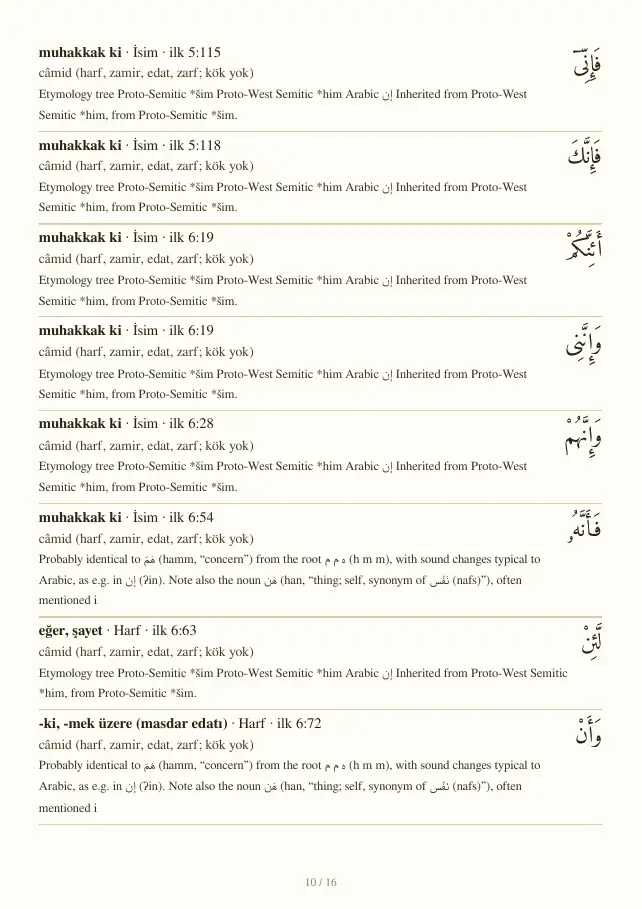 muhakkak ki · İsim · ilk 5:115 فَإِنِّىٓ
câmid (harf, zamir, edat, zarf; kök yok)
Etymology tree Proto-Semitic *šim Proto-West Semitic *him Arabic إن Inherited from Proto-West
Semitic *him, from Proto-Semitic *šim.
muhakkak ki · İsim · ilk 5:118 فَإِنَّكَ
câmid (harf, zamir, edat, zarf; kök yok)
Etymology tree Proto-Semitic *šim Proto-West Semitic *him Arabic إن Inherited from Proto-West
Semitic *him, from Proto-Semitic *šim.
muhakkak ki · İsim · ilk 6:19 أَئِنَّكُمْ
câmid (harf, zamir, edat, zarf; kök yok)
Etymology tree Proto-Semitic *šim Proto-West Semitic *him Arabic إن Inherited from Proto-West
Semitic *him, from Proto-Semitic *šim.
muhakkak ki · İsim · ilk 6:19 وَإِنَّنِى
câmid (harf, zamir, edat, zarf; kök yok)
Etymology tree Proto-Semitic *šim Proto-West Semitic *him Arabic إن Inherited from Proto-West
Semitic *him, from Proto-Semitic *šim.
muhakkak ki · İsim · ilk 6:28 وَإِنَّهُمْ
câmid (harf, zamir, edat, zarf; kök yok)
Etymology tree Proto-Semitic *šim Proto-West Semitic *him Arabic إن Inherited from Proto-West
Semitic *him, from Proto-Semitic *šim.
muhakkak ki · İsim · ilk 6:54 فَأَنَّهُۥ
câmid (harf, zamir, edat, zarf; kök yok)
Probably identical to هَمّ (hamm, “concern”) from the root ه م م (h m m), with sound changes typical to
Arabic, as e.g. in إن (ʔin). Note also the noun هَن (han, “thing; self, synonym of نَفْس (nafs)”), often
mentioned i
eğer, şayet · Harf · ilk 6:63 لَّئِنْ
câmid (harf, zamir, edat, zarf; kök yok)
Etymology tree Proto-Semitic *šim Proto-West Semitic *him Arabic إن Inherited from Proto-West Semitic
*him, from Proto-Semitic *šim.
-ki, -mek üzere (masdar edatı) · Harf · ilk 6:72 وَأَنْ
câmid (harf, zamir, edat, zarf; kök yok)
Probably identical to هَمّ (hamm, “concern”) from the root ه م م (h m m), with sound changes typical to
Arabic, as e.g. in إن (ʔin). Note also the noun هَن (han, “thing; self, synonym of نَفْس (nafs)”), often
mentioned i
10 / 16